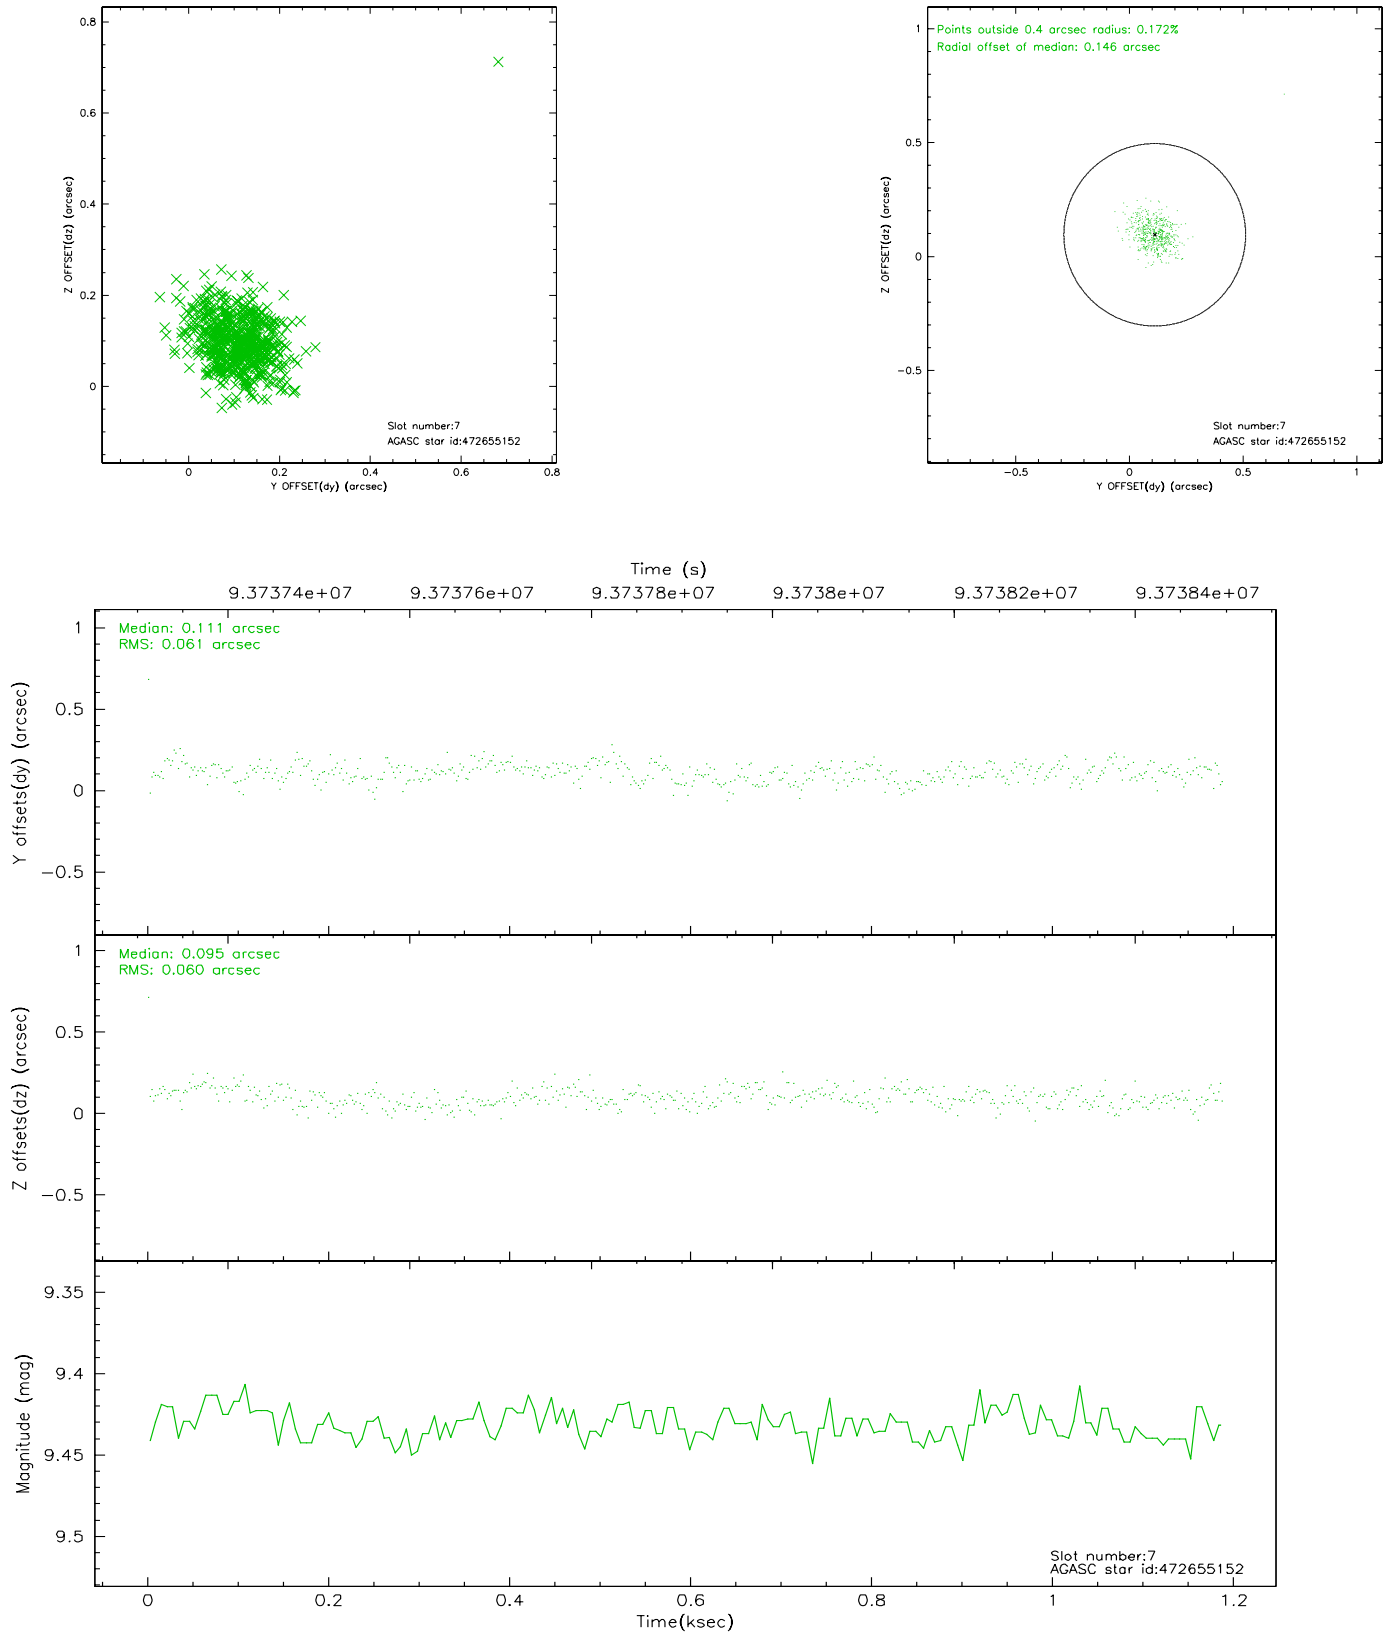 0.8
0.6
0.4
0.2
0
Z OFFSET(dz) (arcsec)
Slot number:7
AGASC star id:472655152
0 0.2 0.4 0.6 0.8
Y OFFSET(dy) (arcsec)
Points outside 0.4 arcsec radius: 0.172%
Radial offset of median: 0.146 arcsec
1
0.5
0
−0.5
Z OFFSET(dz) (arcsec)
Slot number:7
AGASC star id:472655152
−0.5 0 0.5 1
Y OFFSET(dy) (arcsec)
Time (s)
9.37374e+07 9.37376e+07 9.37378e+07 9.3738e+07 9.37382e+07 9.37384e+07
Median: 0.111 arcsec
RMS: 0.061 arcsec
1
0.5
0
−0.5
Y offsets(dy) (arcsec)
Median: 0.095 arcsec
RMS: 0.060 arcsec
1
0.5
0
−0.5
Z offsets(dz) (arcsec)
9.35
9.4
9.45
9.5
Magnitude (mag)
Slot number:7
AGASC star id:472655152
0 0.2 0.4 0.6 0.8 1 1.2
Time(ksec)